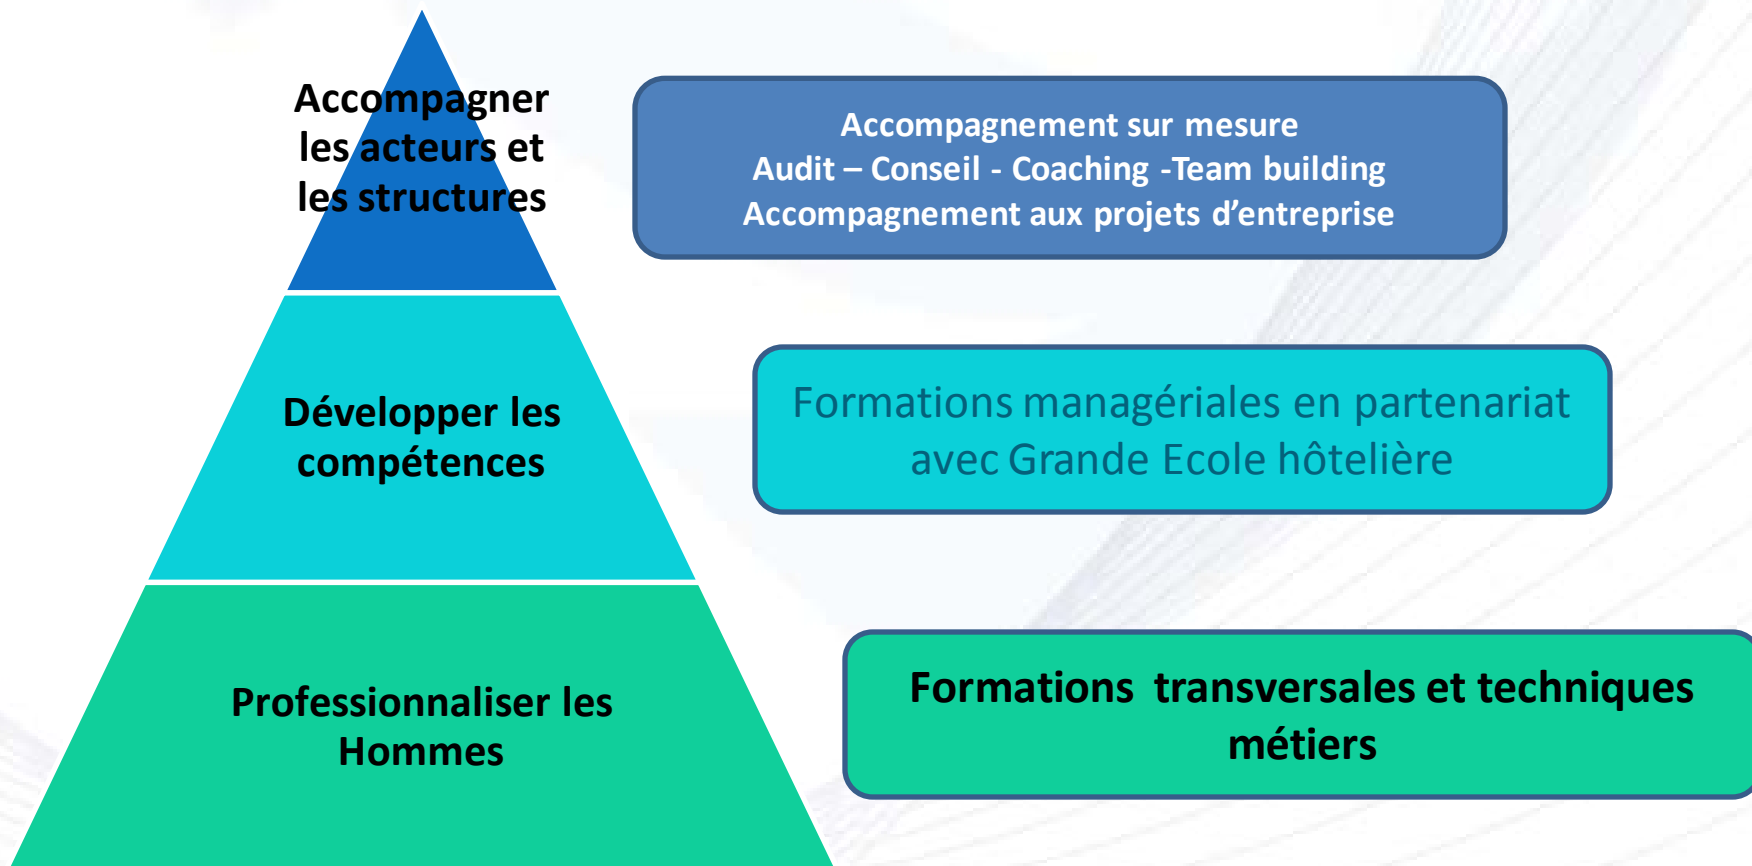 Accompagner
les acteurs et
les structures
Accompagnement sur mesure
Audit – Conseil - Coaching -Team building
Accompagnement aux projets d’entreprise
Développer les
compétences
Formations managériales en partenariat
avec Grande Ecole hôtelière
Professionnaliser les
Hommes
Formations  transversales et techniques
métiers